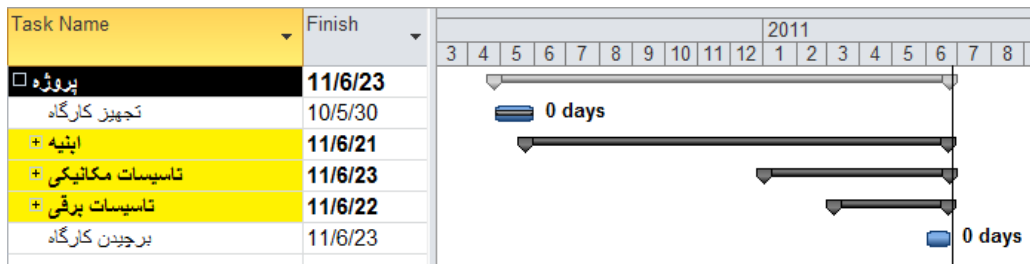 Task Name Finish
2011
3 4 5 6 7 8 9 10 11 12 1 2 3 4 5 6 7 8
پروژه 11/6/23
تجهیز کارگاه 10/5/30 0 days
ابنیه 11/6/21
تاسیسات مکانیکی 11/6/23
تاسیسات برقی 11/6/22
برچیدن کارگاه 11/6/23 0 days